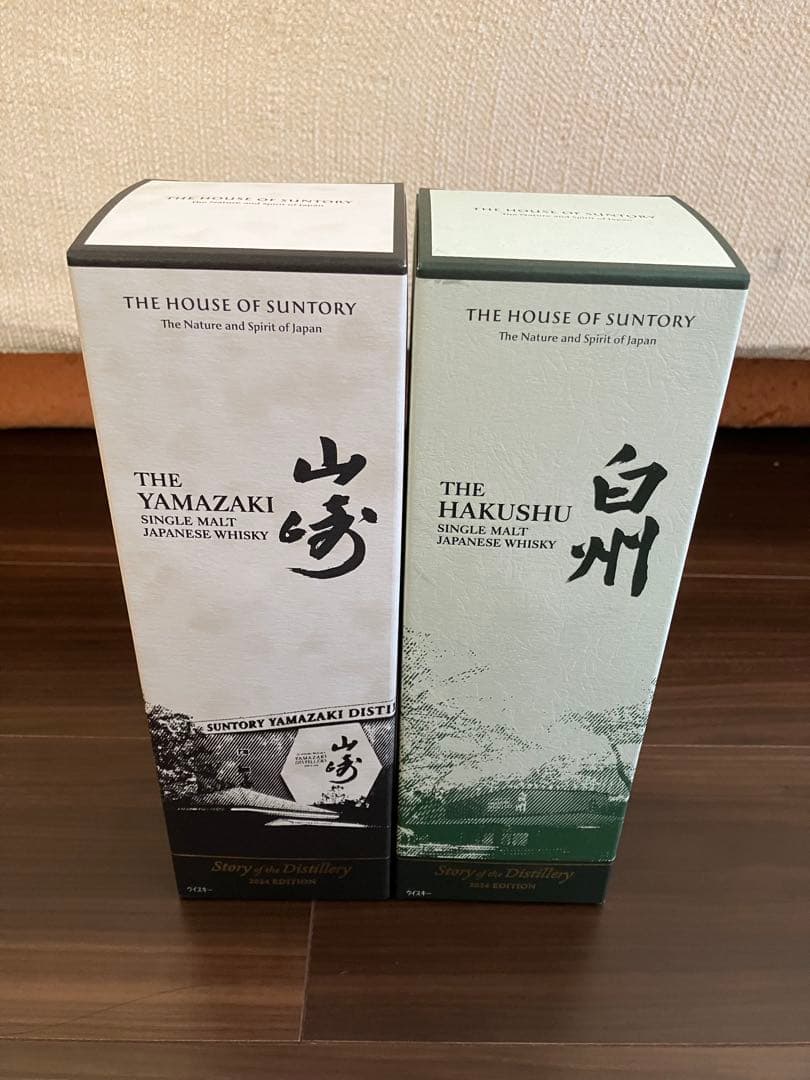 THE HOUSE OF SUNTORY
The Nature and Spirit of Japan
THE HOUSE OF SUNTORY
The Nature and Spirit of Japan
THE
YAMAZAKI
SINGLE MALT
JAPANESE WHISKY
山崎
SUNTORY YAMAZAKI DISTI
YAMAZAKI
DISTILLERY
山崎
Story of the Distillery
2024 EDITION
ウイスキー
THE HOUSE OF SUNTORY
The Nature and Spirit of Japan
THE HOUSE OF SUNTORY
The Nature and Spirit of Japan
THE
HAKUSHU
SINGLE MALT
JAPANESE WHISKY
白州
Story of the Distillery
2024 EDITION
ウイスキー